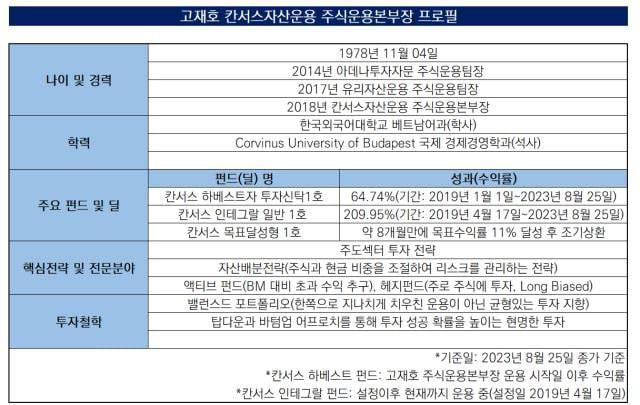 고재호 칸서스자산운용 주식운용본부장 프로필
나이 및 경력
1978년 11월 04일
2014년 아데나투자자문 주식운용팀장
2017년 유리자산운용 주식운용팀장
2018년 칸서스자산운용 주식운용본부장
학력
한국외국어대학교 베트남어과(학사)
Corvinus University of Budapest 국제 경제경영학과(석사)
주요 펀드 및 딜
펀드(딜) 명 성과(수익률)
칸서스 하베스트자 투자신탁1호 64.74%(기간: 2019년 1월 1일~2023년 8월 25일)
칸서스 인테그랄 일반 1호 209.95%(기간: 2019년 4월 17일~2023년 8월 25일)
칸서스 목표달성형 1호 약 8개월만에 목표수익률 11% 달성 후 조기상환
핵심전략 및 전문분야
주도섹터 투자 전략
자산배분전략(주식과 현금 비중을 조절하여 리스크를 관리하는 전략)
액티브 펀드(BM 대비 초과 수익 추구), 헤지펀드(주로 주식에 투자, Long Biased)
투자철학
밸런스드 포트폴리오(한쪽으로 지나치게 치우친 운용이 아닌 균형있는 투자 지향)
탑다운과 바텀업 어프로치를 통해 투자 성공 확률을 높이는 현명한 투자
*기준일: 2023년 8월 25일 종가 기준
*칸서스 하베스트 펀드: 고재호 주식운용본부장 운용 시작일 이후 수익률
*칸서스 인테그랄 펀드: 설정이후 현재까지 운용 중(설정일 2019년 4월 17일)